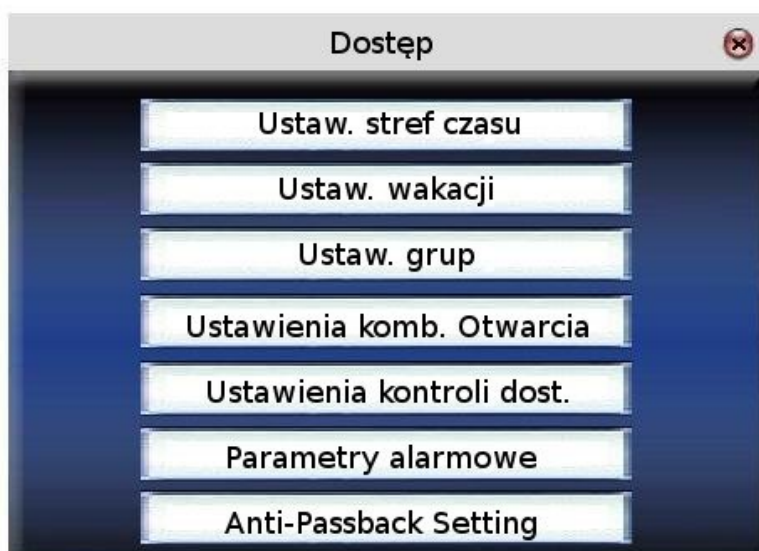 Dostęp
Ustaw. stref czasu
Ustaw. wakacji
Ustaw. grup
Ustawienia komb. Otwarcia
Ustawienia kontroli dost.
Parametry alarmowe
Anti-Passback Setting